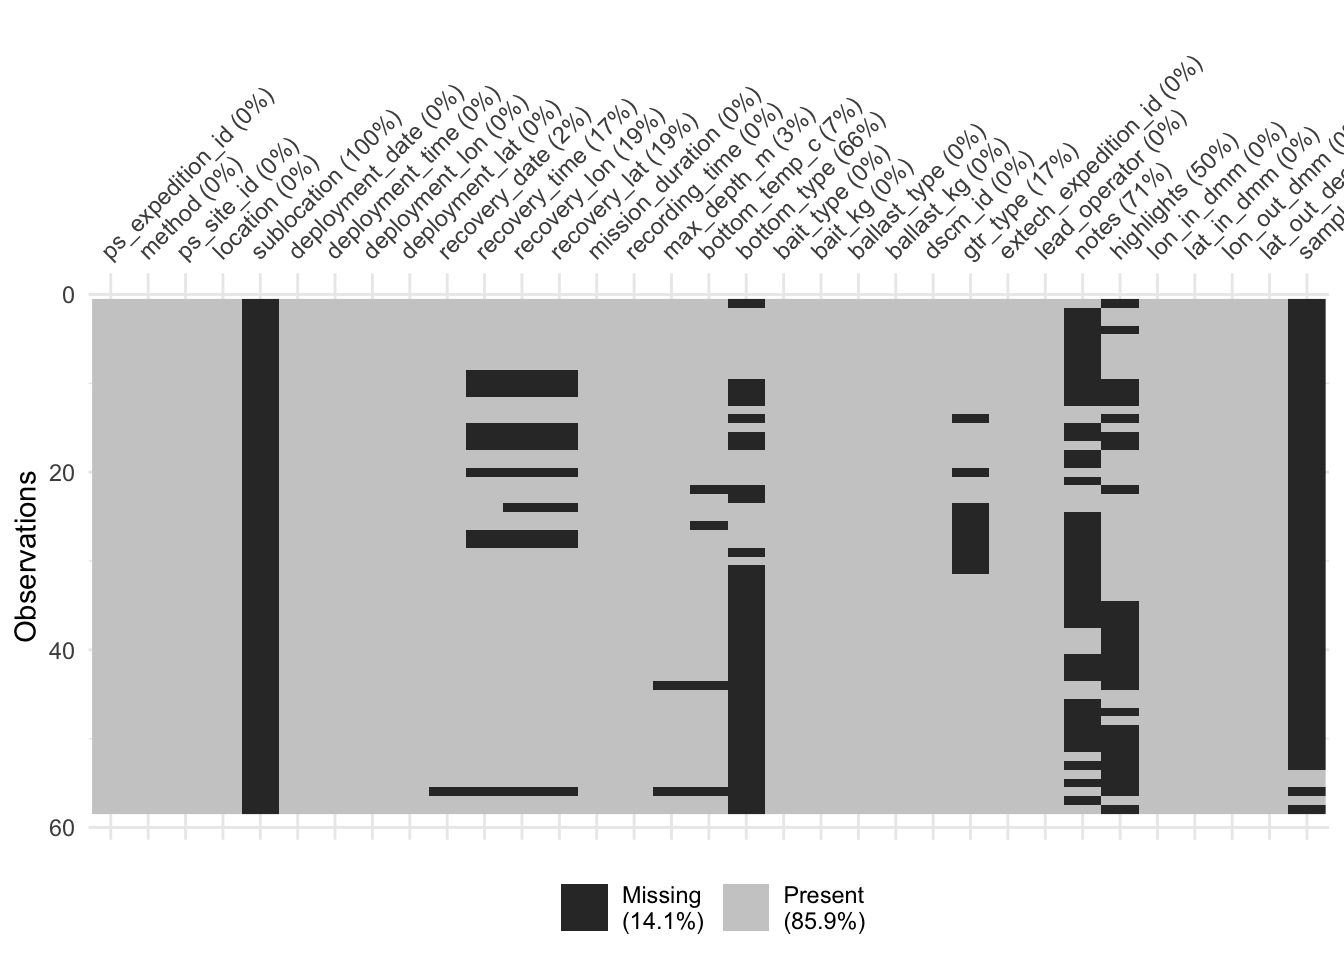 ps_expedition_id (0%)
method (0%)
ps_site_id (0%)
location (0%)
sublocation (100%)
deployment_date (0%)
deployment_time (0%)
deployment_lon (0%)
deployment_lat (0%)
recovery_date (2%)
recovery_time (17%)
recovery_lon (19%)
recovery_lat (19%)
mission_duration (0%)
recording_time (0%)
max_depth_m (3%)
bottom_temp_c (7%)
bottom_type (66%)
bait_type (0%)
bait_kg (0%)
ballast_type (0%)
ballast_kg (0%)
dscm_id (0%)
gtr_type (17%)
extech_expedition_id (0%)
lead_operator (0%)
notes (71%)
highlights (50%)
lon_in_dmm (0%)
lat_in_dmm (0%)
lon_out_dmm (0
lat_out_de
samp
0
20
40
60
Observations
Missing
(14.1%)
Present
(85.9%)